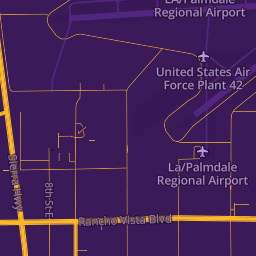 LA/Palmdale
Regional Airport
United States Air
Force Plant 42
La/Palmdale
Regional Airport
Sierra Hwy
8th St E
Rancho Vista Blvd